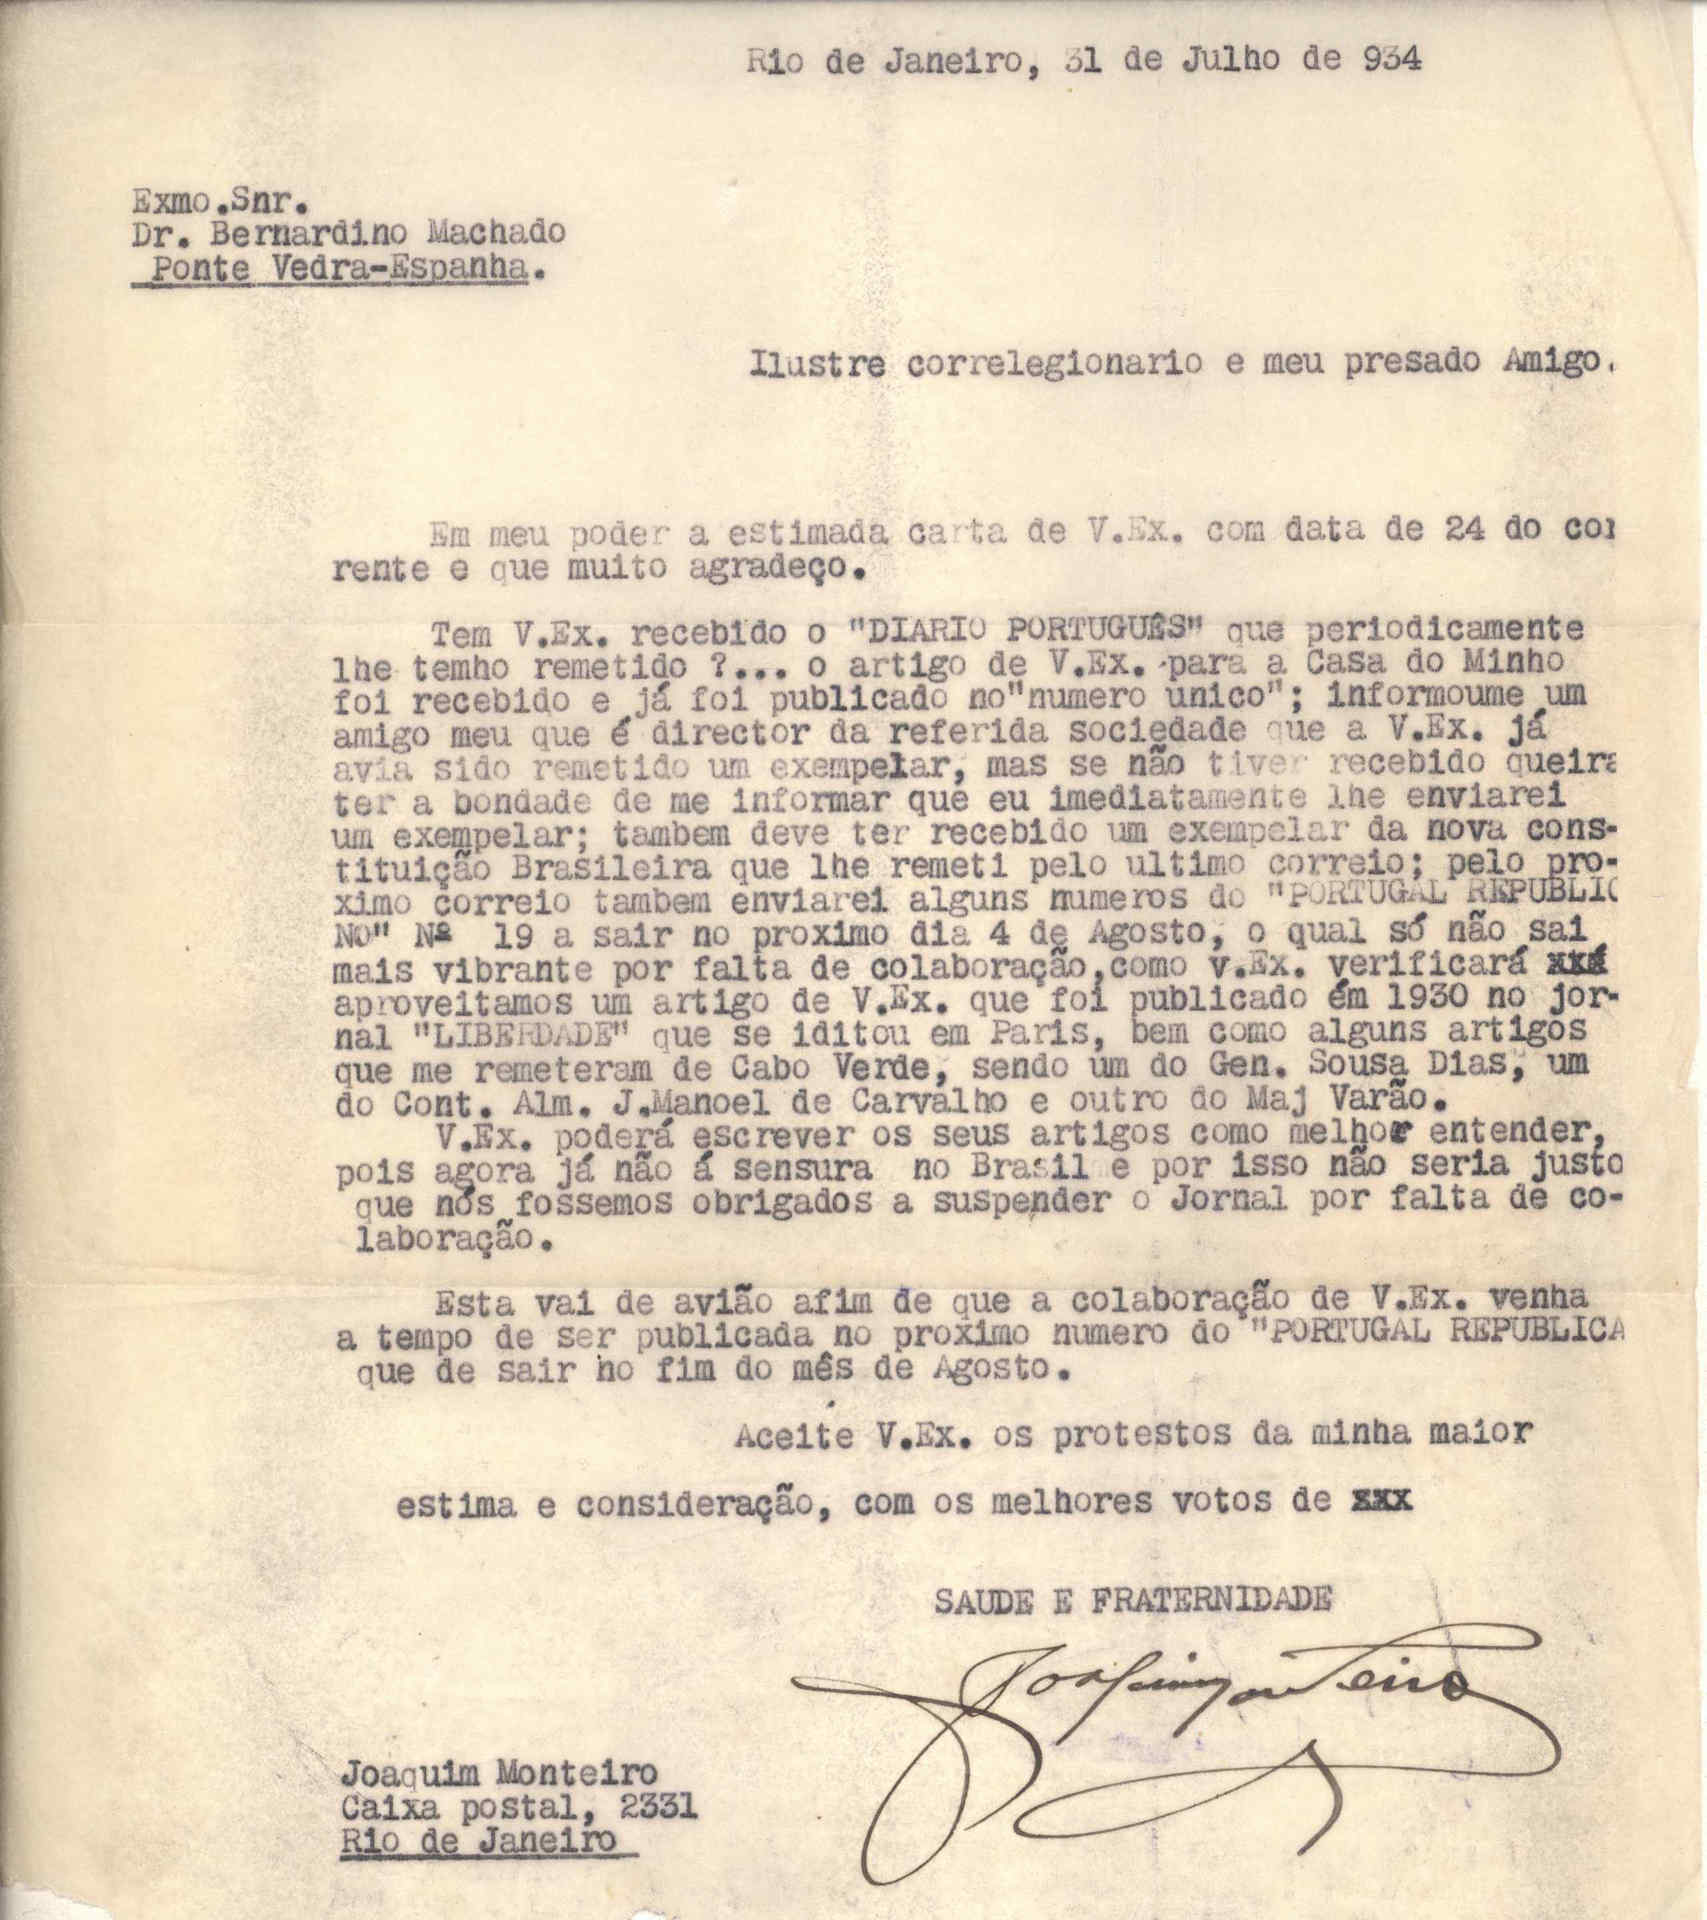 Rio de Janeiro, 31 de Julho de 934
Exmo.Snr.
Dr. Bernardino Machado
Ponte Vedra-Espanha.
Ilustre correlegionario e meu presado Amigo.
Em meu poder a estimada carta de V.Ex. com data de 24 do cor
rente e que muito agradeço.
Tem V.Ex. recebido o "DIARIO PORTUGUÊS" que periodicamente
lhe temho remetido ?... o artigo de V.Ex. para a Casa do Minho
foi recebido e já foi publicado no"numero unico"; informoume um
amigo meu que é director da referida sociedade que a V.Ex. já
avia sido remetido um exempelar, mas se não tiver recebido queira
ter a bondade de me informar que eu imediatamente lhe enviarei
um exempelar; tambem deve ter recebido um exempelar da nova cons-
tituição Brasileira que lhe remeti pelo ultimo correio; pelo pro-
ximo correio tambem enviarei alguns numeros do "PORTUGAL REPUBLIC
NO" Nº 19 a sair no proximo dia 4 de Agosto, o qual só não sai
mais vibrante por falta de colaboração,como v.Ex. verificará xxx
aproveitamos um artigo de V.Ex. que foi publicado ém 1930 no jor-
nal "LIBERDADE" que se iditou em Paris, bem como alguns artigos
que me remeteram de Cabo Verde, sendo um do Gen. Sousa Dias, um
do Cont. Alm. J.Manoel de Carvalho e outro do Maj Varão.
V.Ex. poderá escrever os seus artigos como melhor entender,
pois agora já não á sensura no Brasil e por isso não seria justo
que nós fossemos obrigados a suspender o Jornal por falta de co-
laboração.
Esta vai de avião afim de que a colaboração de V.Ex. venha
a tempo de ser publicada no proximo numero do "PORTUGAL REPUBLICA
que de sair no fim do mês de Agosto.
Aceite V.Ex. os protestos da minha maior
estima e consideração, com os melhores votos de xxx
SAUDE E FRATERNIDADE
Joaquim Monteiro
Joaquim Monteiro
Caixa postal, 2331
Rio de Janeiro